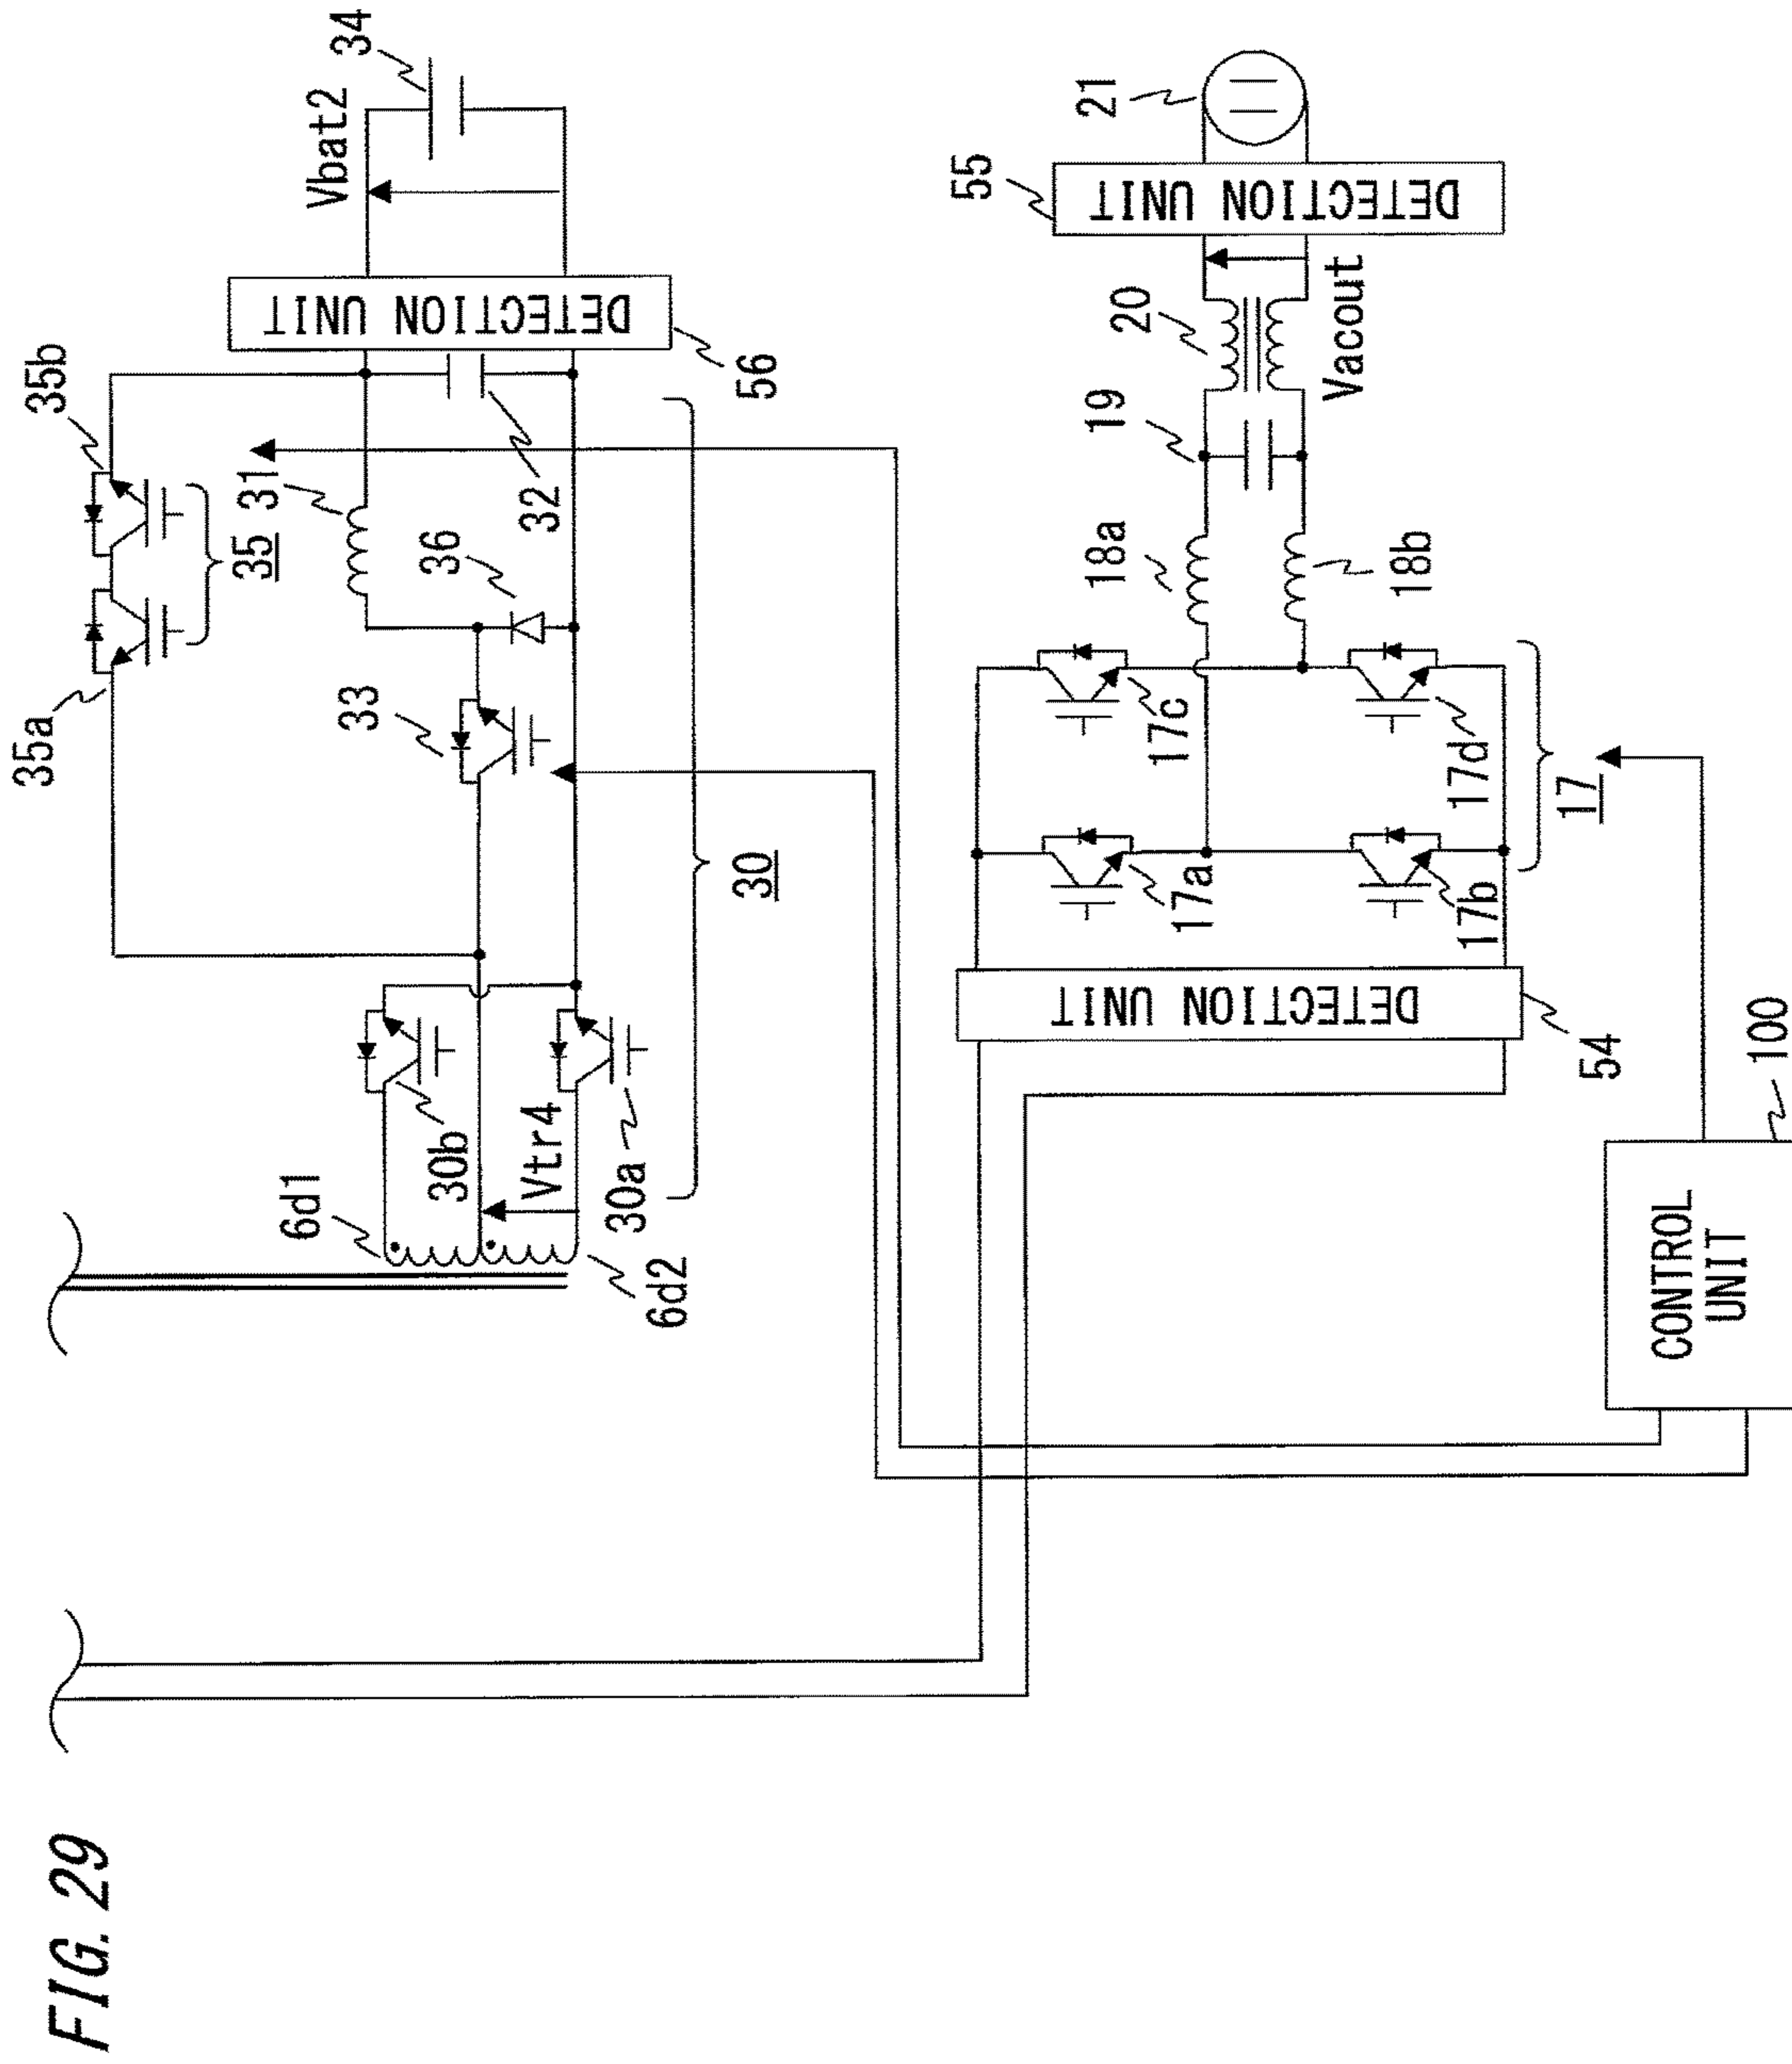 FIG. 29
34
Vbat2
35b
35a
35
31
DETECTION UNIT
56
33
36
32
6d1
30b
Vtr4
30a
6d2
30
21
55
DETECTION UNIT
20
Vacout
19
18a
18b
17c
17a
17d
17b
17
DETECTION UNIT
54
100
CONTROL
UNIT